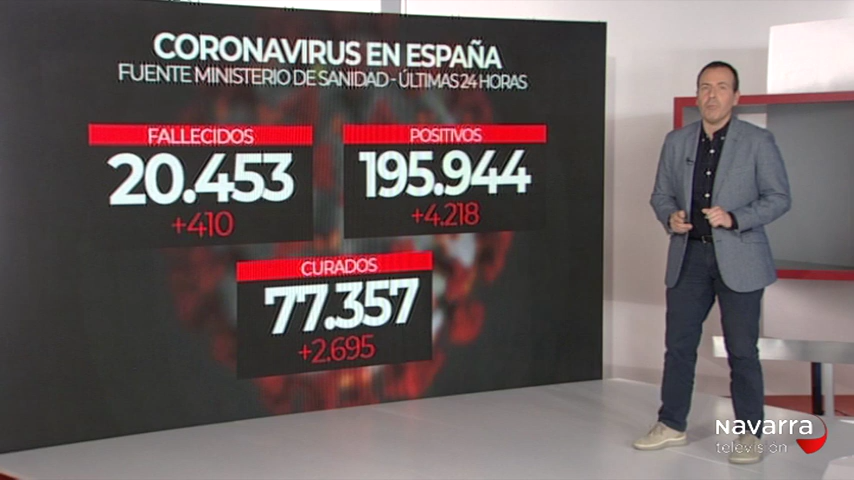 CORONAVIRUS EN ESPAÑA
FUENTE MINISTERIO DE SANIDAD - ÚLTIMAS 24 HORAS
FALLECIDOS
20.453
+410
POSITIVOS
195.944
+4.218
CURADOS
77.357
+2.695
Navarra
televisión